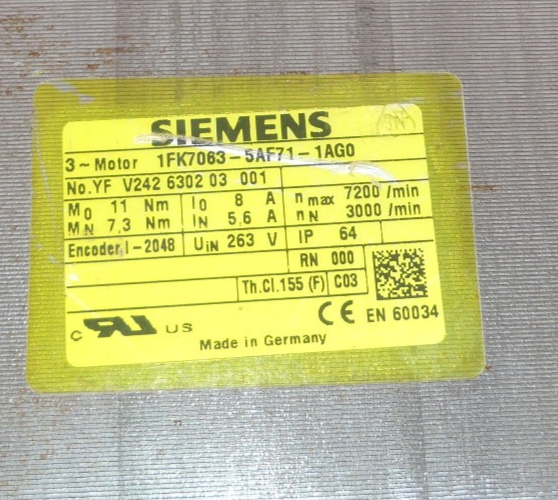 SIEMENS
3~Motor 1FK7063-5AF71-1AG0
No.YF V242 6302 03 001
M0 11 Nm I0 8 A n max 7200 /min
MN 7,3 Nm IN 5,6 A n N 3000 /min
Encoder I-2048 UIN 263 V IP 64
RN 000
Th.Cl.155 (F) C03
C RU US CE EN 60034
Made in Germany